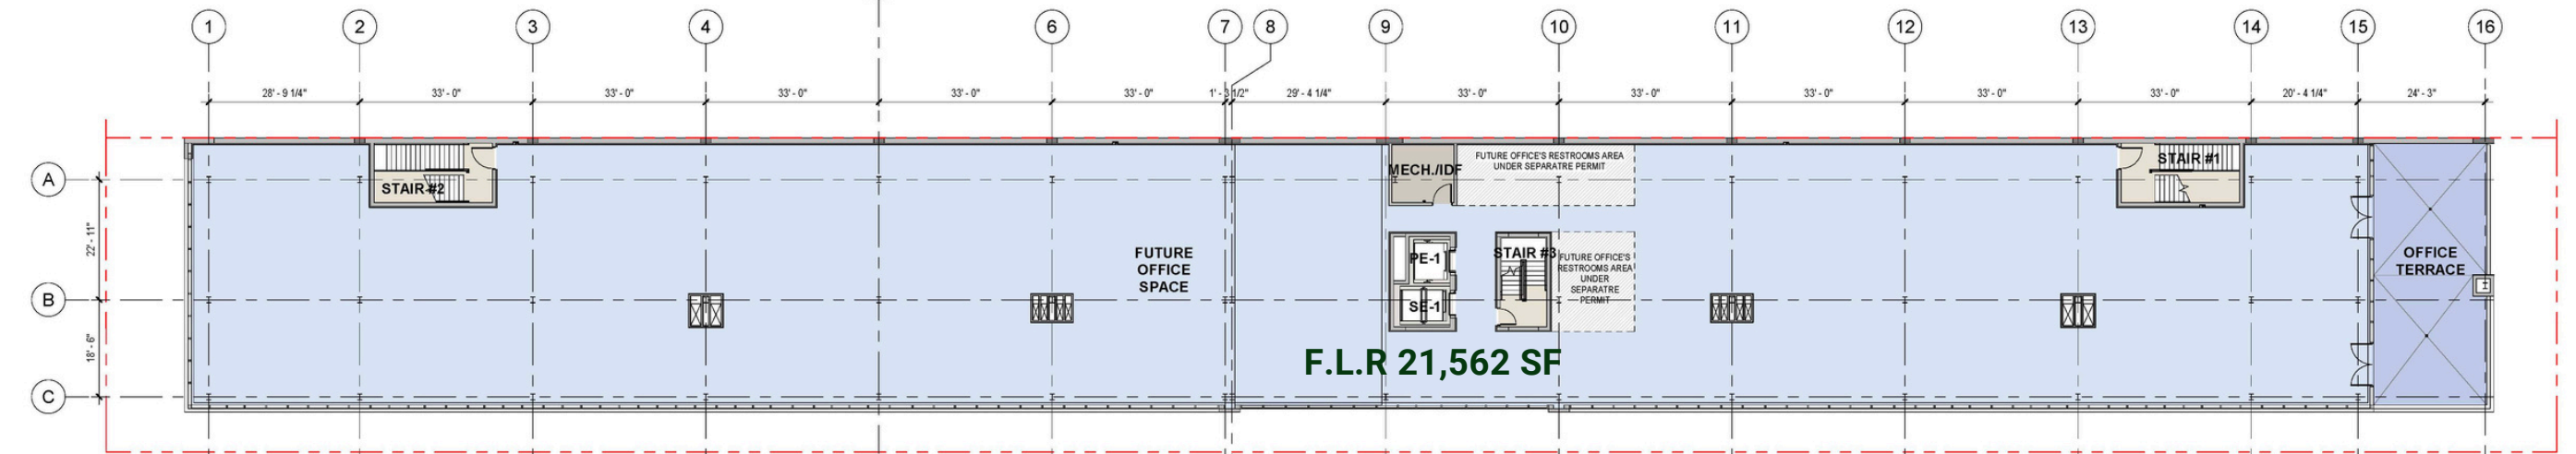 1 2 3 4 6 7 8 9 10 11 12 13 14 15 16
28' - 9 1/4" 33' - 0" 33' - 0" 33' - 0" 33' - 0" 33' - 0" 1' - 3 1/2" 29' - 4 1/4" 33' - 0" 33' - 0" 33' - 0" 33' - 0" 33' - 0" 20' - 4 1/4" 24' - 3"
A
22' - 11"
B
18' - 6"
C
STAIR #2
FUTURE
OFFICE
SPACE
MECH./IDF
FUTURE OFFICE'S RESTROOMS AREA
UNDER SEPARATRE PERMIT
PE-1
SE-1
STAIR #3
FUTURE OFFICE'S
RESTROOMS AREA
UNDER
SEPARATRE
PERMIT
F.L.R 21,562 SF
STAIR #1
OFFICE
TERRACE